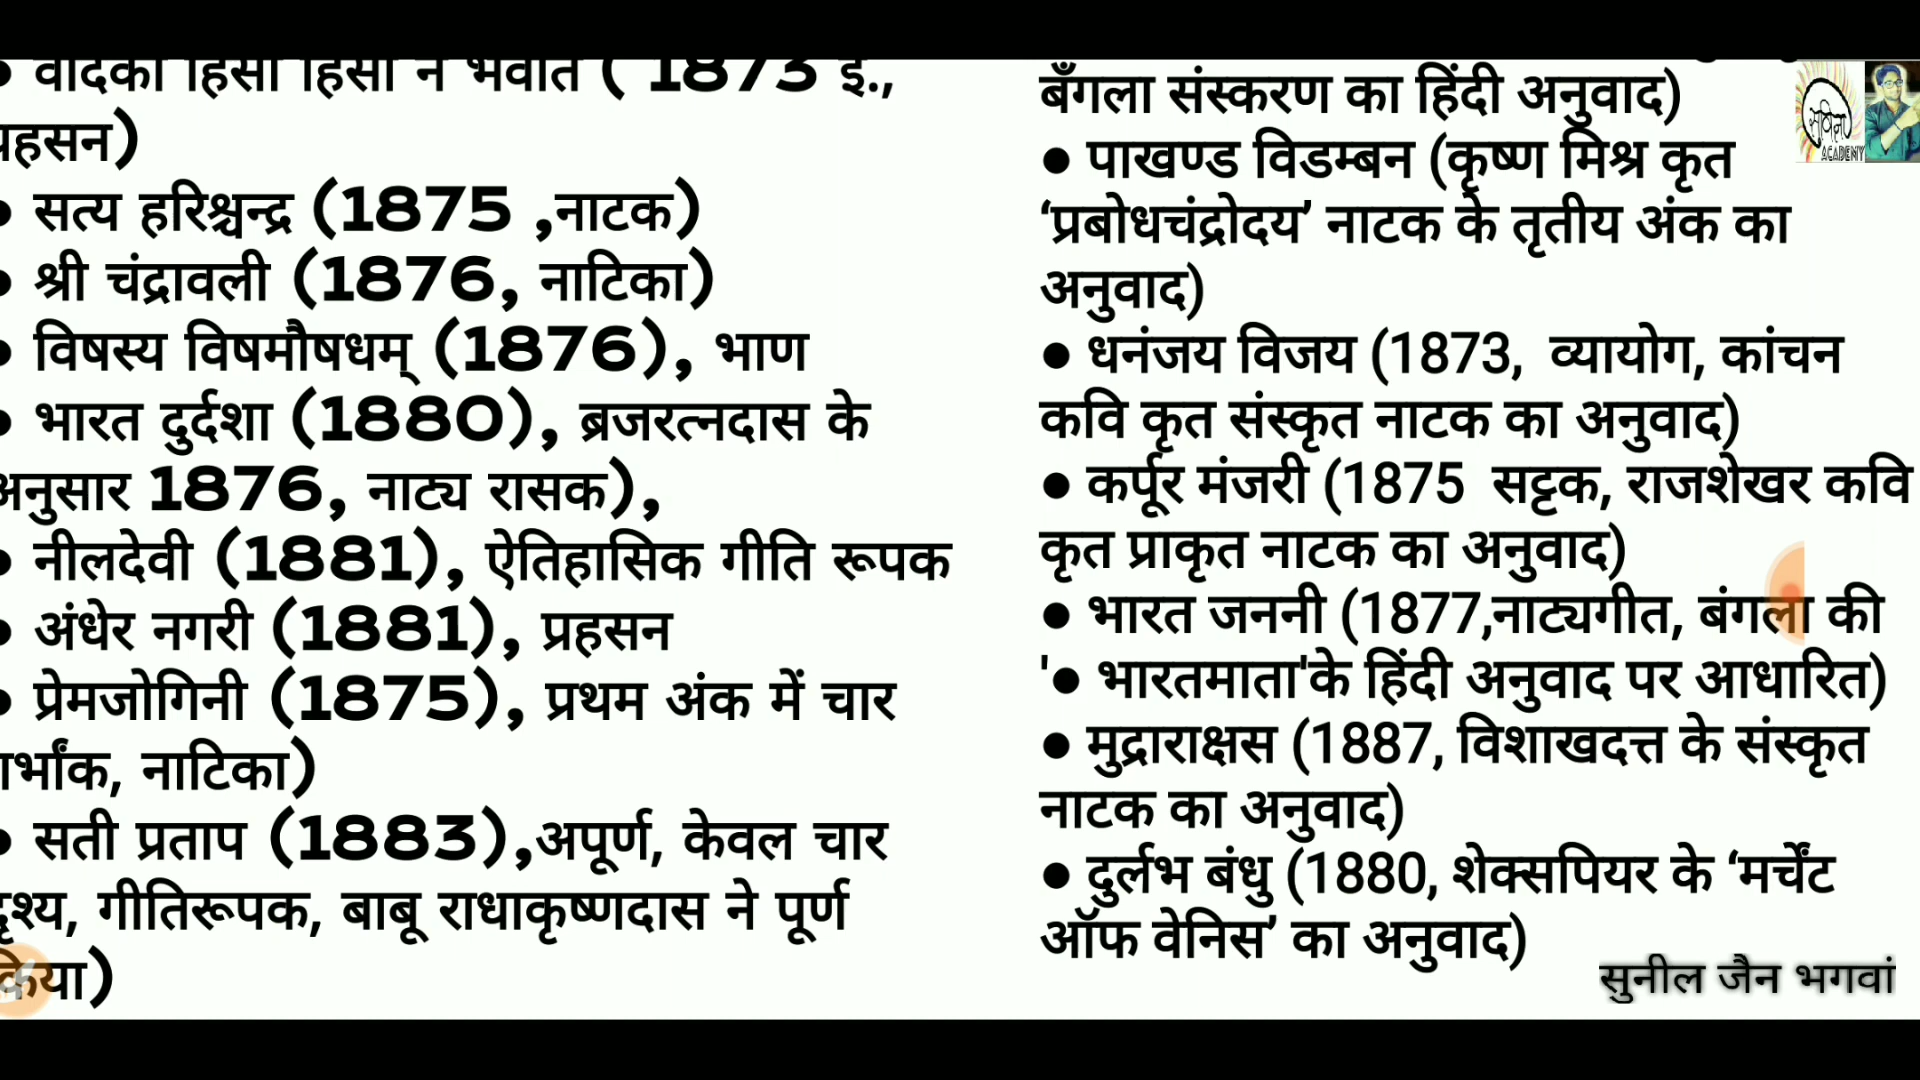 ● वैदिकी हिंसा हिंसा न भवति ( 1873 ई.,
प्रहसन)
● सत्य हरिश्चन्द्र (1875 ,नाटक)
● श्री चंद्रावली (1876, नाटिका)
● विषस्य विषमौषधम् (1876), भाण
● भारत दुर्दशा (1880), ब्रजरत्नदास के
अनुसार 1876, नाट्य रासक),
● नीलदेवी (1881), ऐतिहासिक गीति रूपक
● अंधेर नगरी (1881), प्रहसन
● प्रेमजोगिनी (1875), प्रथम अंक में चार
गर्भांक, नाटिका)
● सती प्रताप (1883),अपूर्ण, केवल चार
दृश्य, गीतिरूपक, बाबू राधाकृष्णदास ने पूर्ण
किया)
बँगला संस्करण का हिंदी अनुवाद)
● पाखण्ड विडम्बन (कृष्ण मिश्र कृत
‘प्रबोधचंद्रोदय’ नाटक के तृतीय अंक का
अनुवाद)
● धनंजय विजय (1873, व्यायोग, कांचन
कवि कृत संस्कृत नाटक का अनुवाद)
● कर्पूर मंजरी (1875 सट्टक, राजशेखर कवि
कृत प्राकृत नाटक का अनुवाद)
● भारत जननी (1877,नाट्यगीत, बंगला की
'● भारतमाता'के हिंदी अनुवाद पर आधारित)
● मुद्राराक्षस (1887, विशाखदत्त के संस्कृत
नाटक का अनुवाद)
● दुर्लभ बंधु (1880, शेक्सपियर के ‘मर्चेंट
ऑफ वेनिस’ का अनुवाद)
ACADEMY
सुनील जैन भगवां